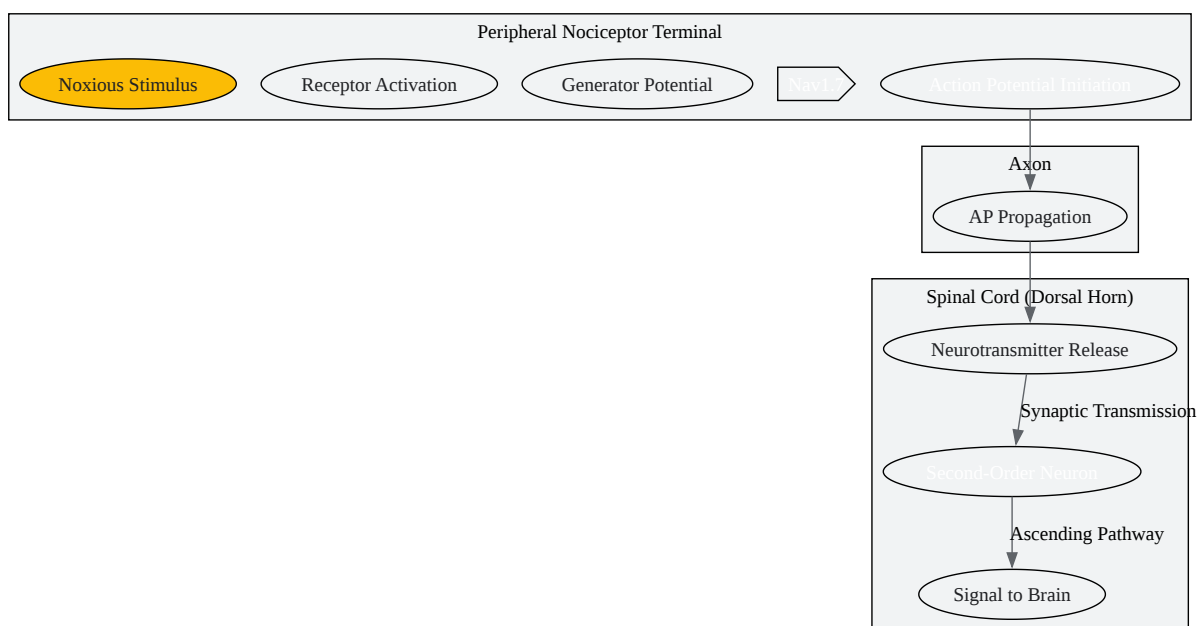 Peripheral Nociceptor Terminal
Noxious Stimulus
Receptor Activation
Generator Potential
Nav1.7
Action Potential Initiation
Axon
AP Propagation
Spinal Cord (Dorsal Horn)
Neurotransmitter Release
Synaptic Transmission
Second-Order Neuron
Ascending Pathway
Signal to Brain